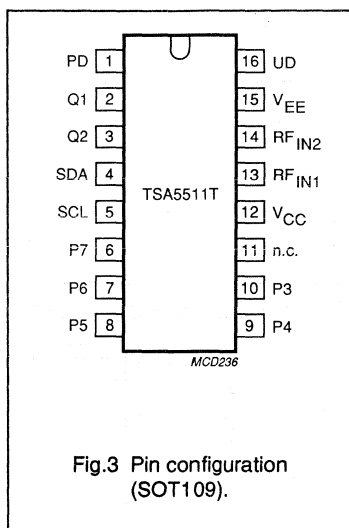 PD 1 16 UD
Q1 2 15 VEE
Q2 3 14 RFIN2
SDA 4 13 RFIN1
TSA5511T
SCL 5 12 VCC
P7 6 11 n.c.
P6 7 10 P3
P5 8 9 P4
MCD236
Fig.3 Pin configuration
(SOT109).